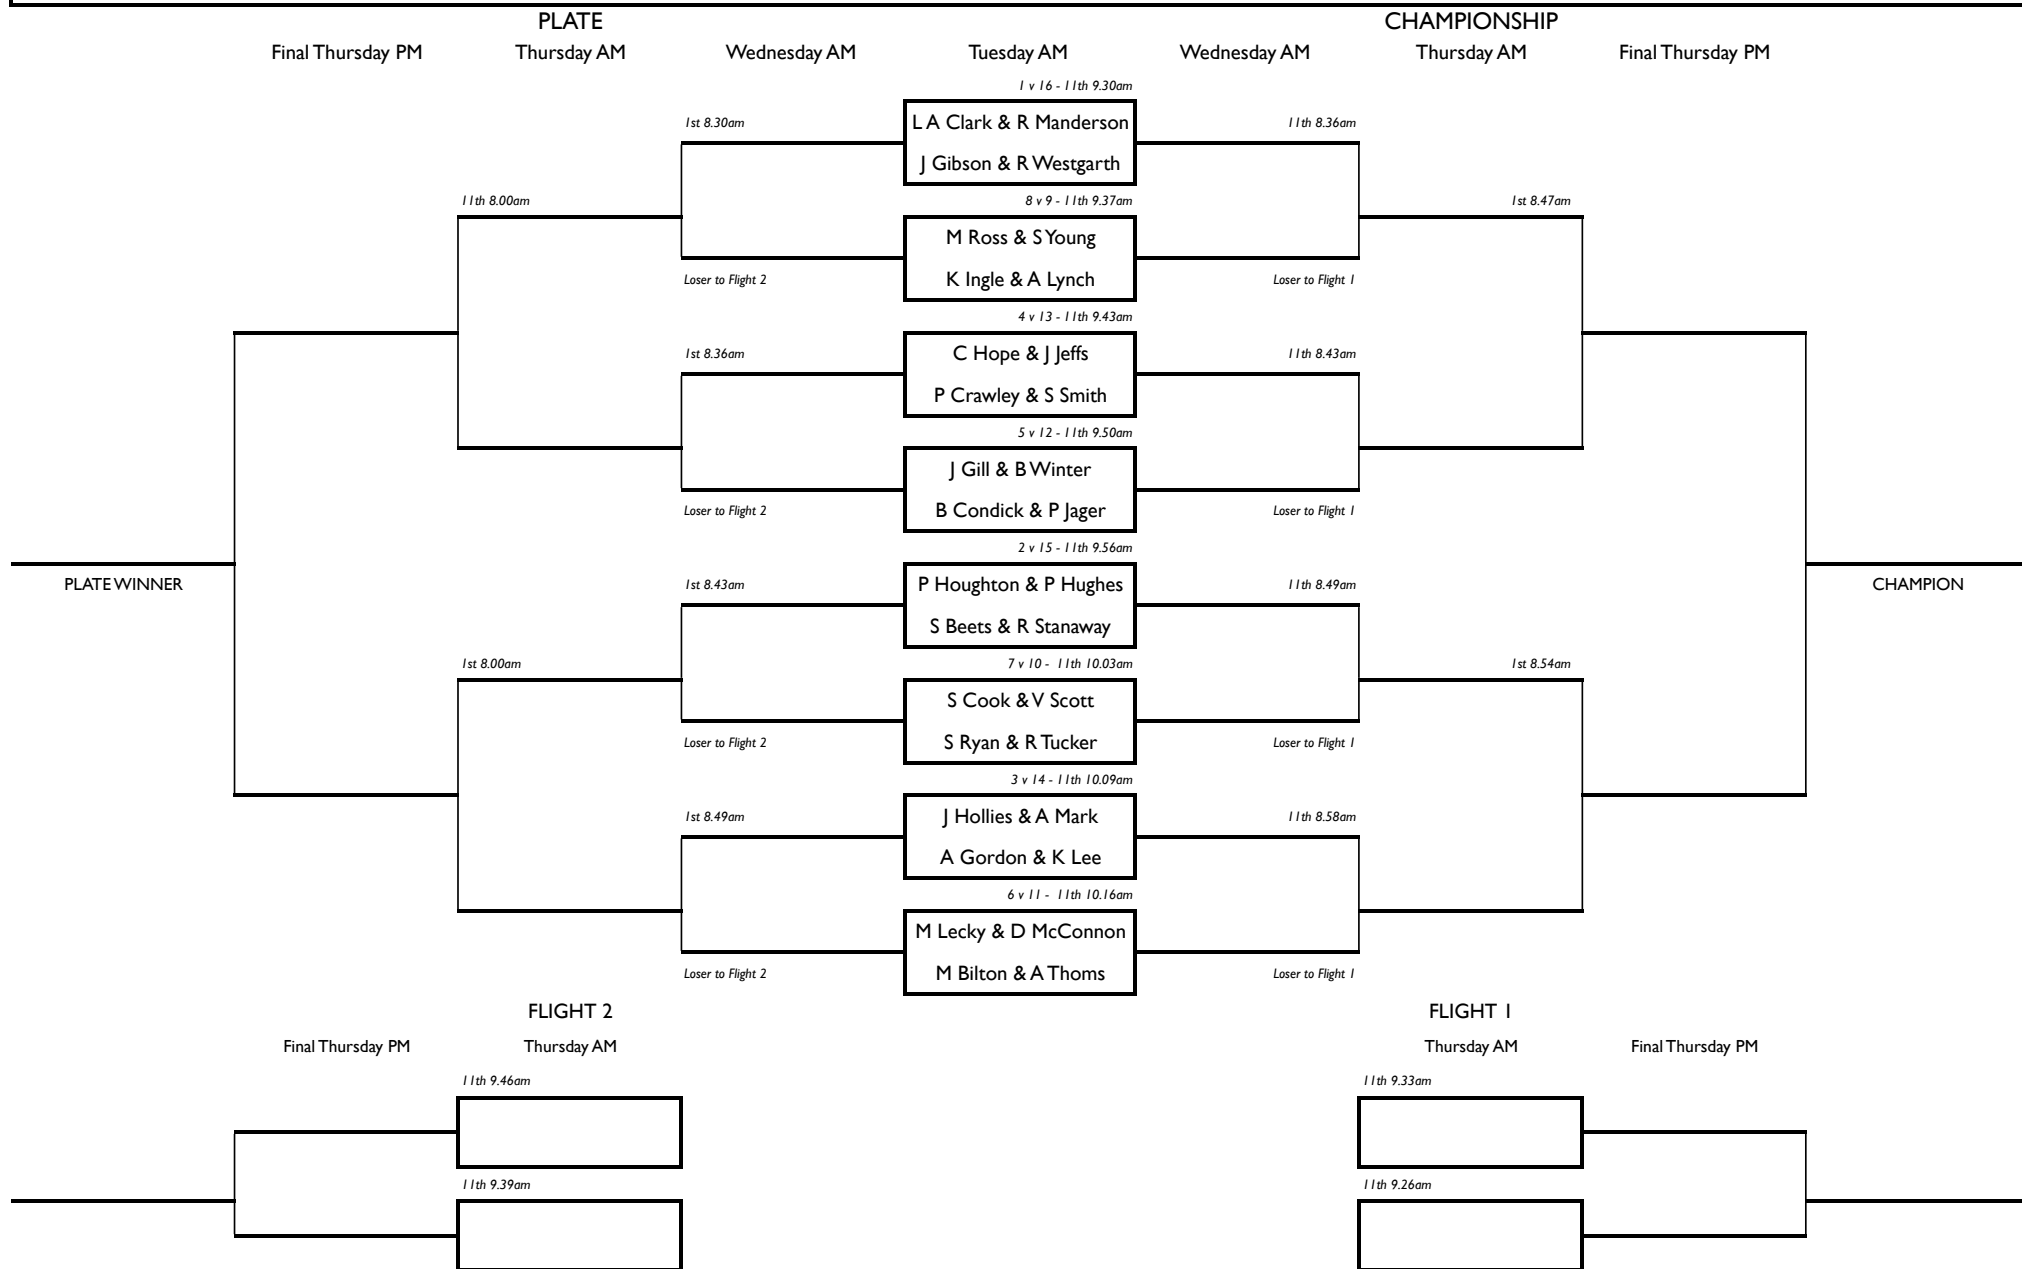 PLATE CHAMPIONSHIP
Final Thursday PM Thursday AM Wednesday AM Tuesday AM Wednesday AM Thursday AM Final Thursday PM
1 v 16 - 11th 9.30am
1st 8.30am L A Clark & R Manderson 11th 8.36am
J Gibson & R Westgarth
11th 8.00am 8 v 9 - 11th 9.37am 1st 8.47am
M Ross & S Young
Loser to Flight 2 K Ingle & A Lynch Loser to Flight 1
4 v 13 - 11th 9.43am
1st 8.36am C Hope & J Jeffs 11th 8.43am
P Crawley & S Smith
5 v 12 - 11th 9.50am
J Gill & B Winter
Loser to Flight 2 B Condick & P Jager Loser to Flight 1
2 v 15 - 11th 9.56am
PLATE WINNER 1st 8.43am P Houghton & P Hughes 11th 8.49am CHAMPION
S Beets & R Stanaway
1st 8.00am 7 v 10 - 11th 10.03am 1st 8.54am
S Cook & V Scott
Loser to Flight 2 S Ryan & R Tucker Loser to Flight 1
3 v 14 - 11th 10.09am
1st 8.49am J Hollies & A Mark 11th 8.58am
A Gordon & K Lee
6 v 11 - 11th 10.16am
M Lecky & D McConnon
Loser to Flight 2 M Bilton & A Thoms Loser to Flight 1
FLIGHT 2 FLIGHT 1
Final Thursday PM Thursday AM Thursday AM Final Thursday PM
11th 9.46am 11th 9.33am
11th 9.39am 11th 9.26am